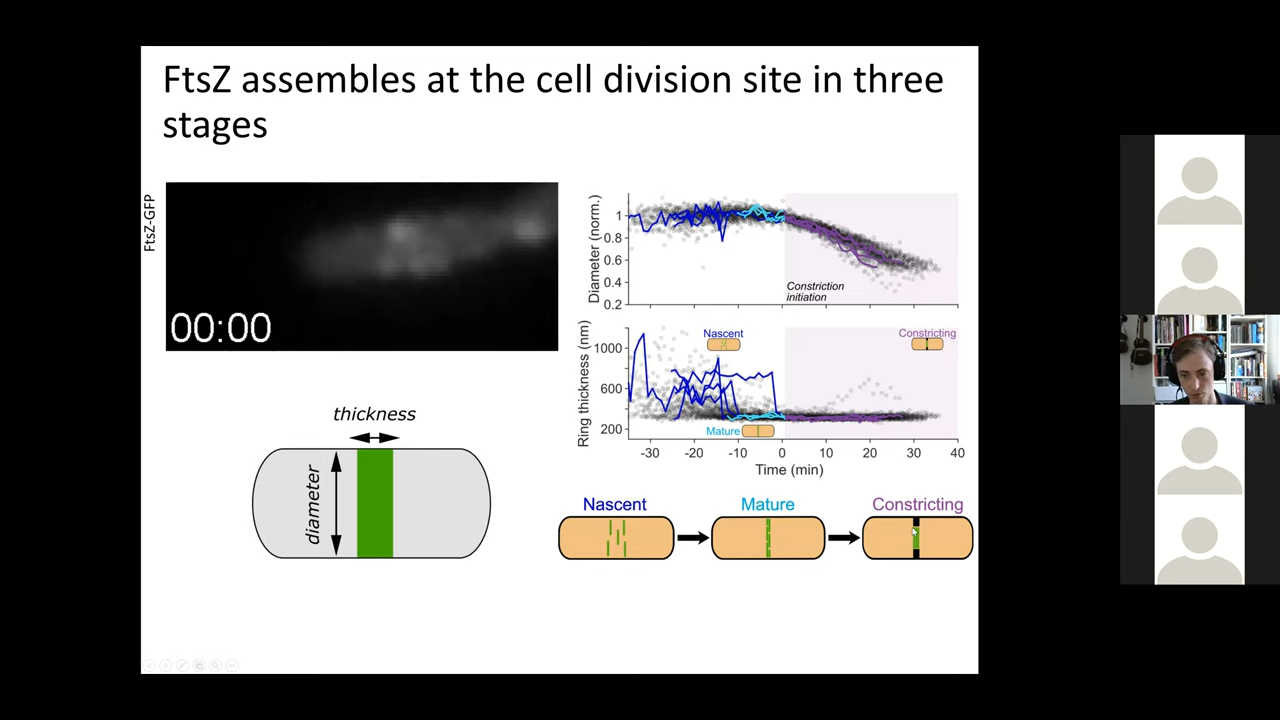 FtsZ assembles at the cell division site in three
stages
FtsZ-GFP
00:00
thickness
diameter
Diameter (norm.)
1
0.8
0.6
0.4
0.2
Constriction
initiation
Ring thickness (nm)
1000
600
200
Nascent
Constricting
Mature
-30 -20 -10 0 10 20 30 40
Time (min)
Nascent Mature Constricting